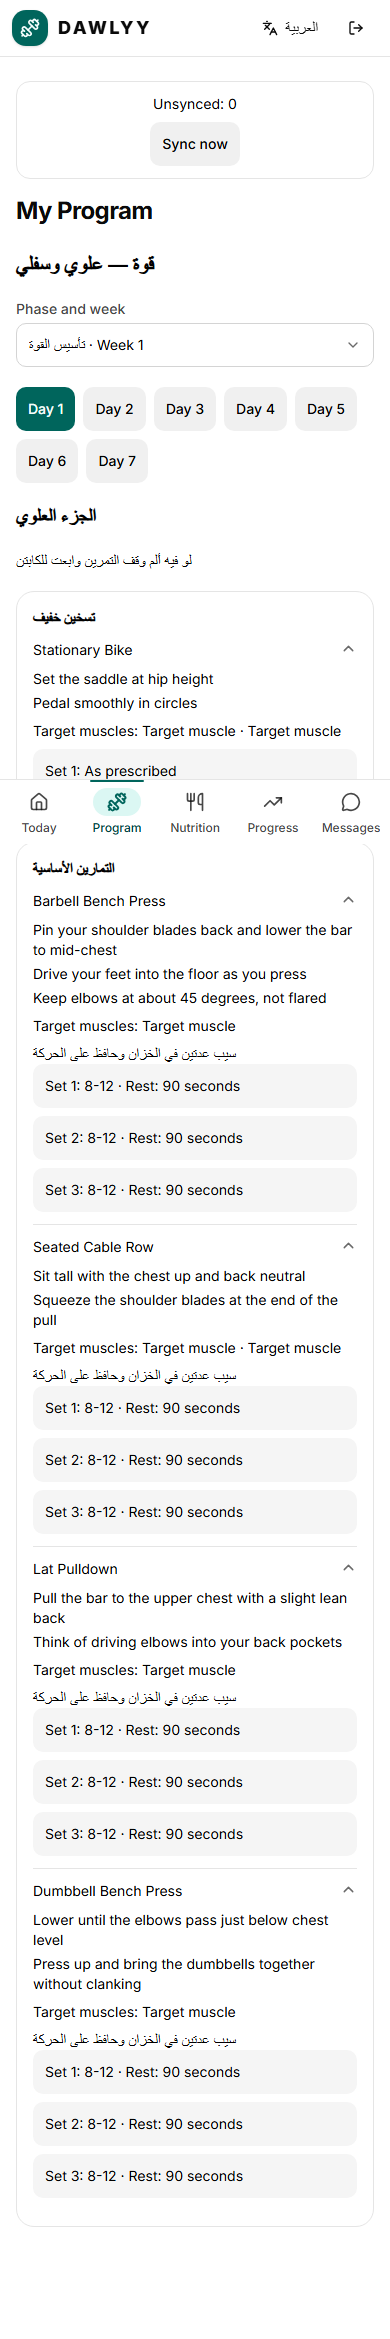 DAWLYY
العربية
Unsynced: 0
Sync now
My Program
قوة — علوي وسفلي
Phase and week
تأسيس القوة · Week 1
Day 1
Day 2
Day 3
Day 4
Day 5
Day 6
Day 7
الجزء العلوي
لو فيه ألم وقف التمرين وابعت للكابتن
تسخين خفيف
Stationary Bike
Set the saddle at hip height
Pedal smoothly in circles
Target muscles: Target muscle · Target muscle
Set 1: As prescribed
Today
Program
Nutrition
Progress
Messages
التمارين الأساسية
Barbell Bench Press
Pin your shoulder blades back and lower the bar
to mid-chest
Drive your feet into the floor as you press
Keep elbows at about 45 degrees, not flared
Target muscles: Target muscle
سيب عدتين في الخزان وحافظ على الحركة
Set 1: 8-12 · Rest: 90 seconds
Set 2: 8-12 · Rest: 90 seconds
Set 3: 8-12 · Rest: 90 seconds
Seated Cable Row
Sit tall with the chest up and back neutral
Squeeze the shoulder blades at the end of the
pull
Target muscles: Target muscle · Target muscle
سيب عدتين في الخزان وحافظ على الحركة
Set 1: 8-12 · Rest: 90 seconds
Set 2: 8-12 · Rest: 90 seconds
Set 3: 8-12 · Rest: 90 seconds
Lat Pulldown
Pull the bar to the upper chest with a slight lean
back
Think of driving elbows into your back pockets
Target muscles: Target muscle
سيب عدتين في الخزان وحافظ على الحركة
Set 1: 8-12 · Rest: 90 seconds
Set 2: 8-12 · Rest: 90 seconds
Set 3: 8-12 · Rest: 90 seconds
Dumbbell Bench Press
Lower until the elbows pass just below chest
level
Press up and bring the dumbbells together
without clanking
Target muscles: Target muscle
سيب عدتين في الخزان وحافظ على الحركة
Set 1: 8-12 · Rest: 90 seconds
Set 2: 8-12 · Rest: 90 seconds
Set 3: 8-12 · Rest: 90 seconds